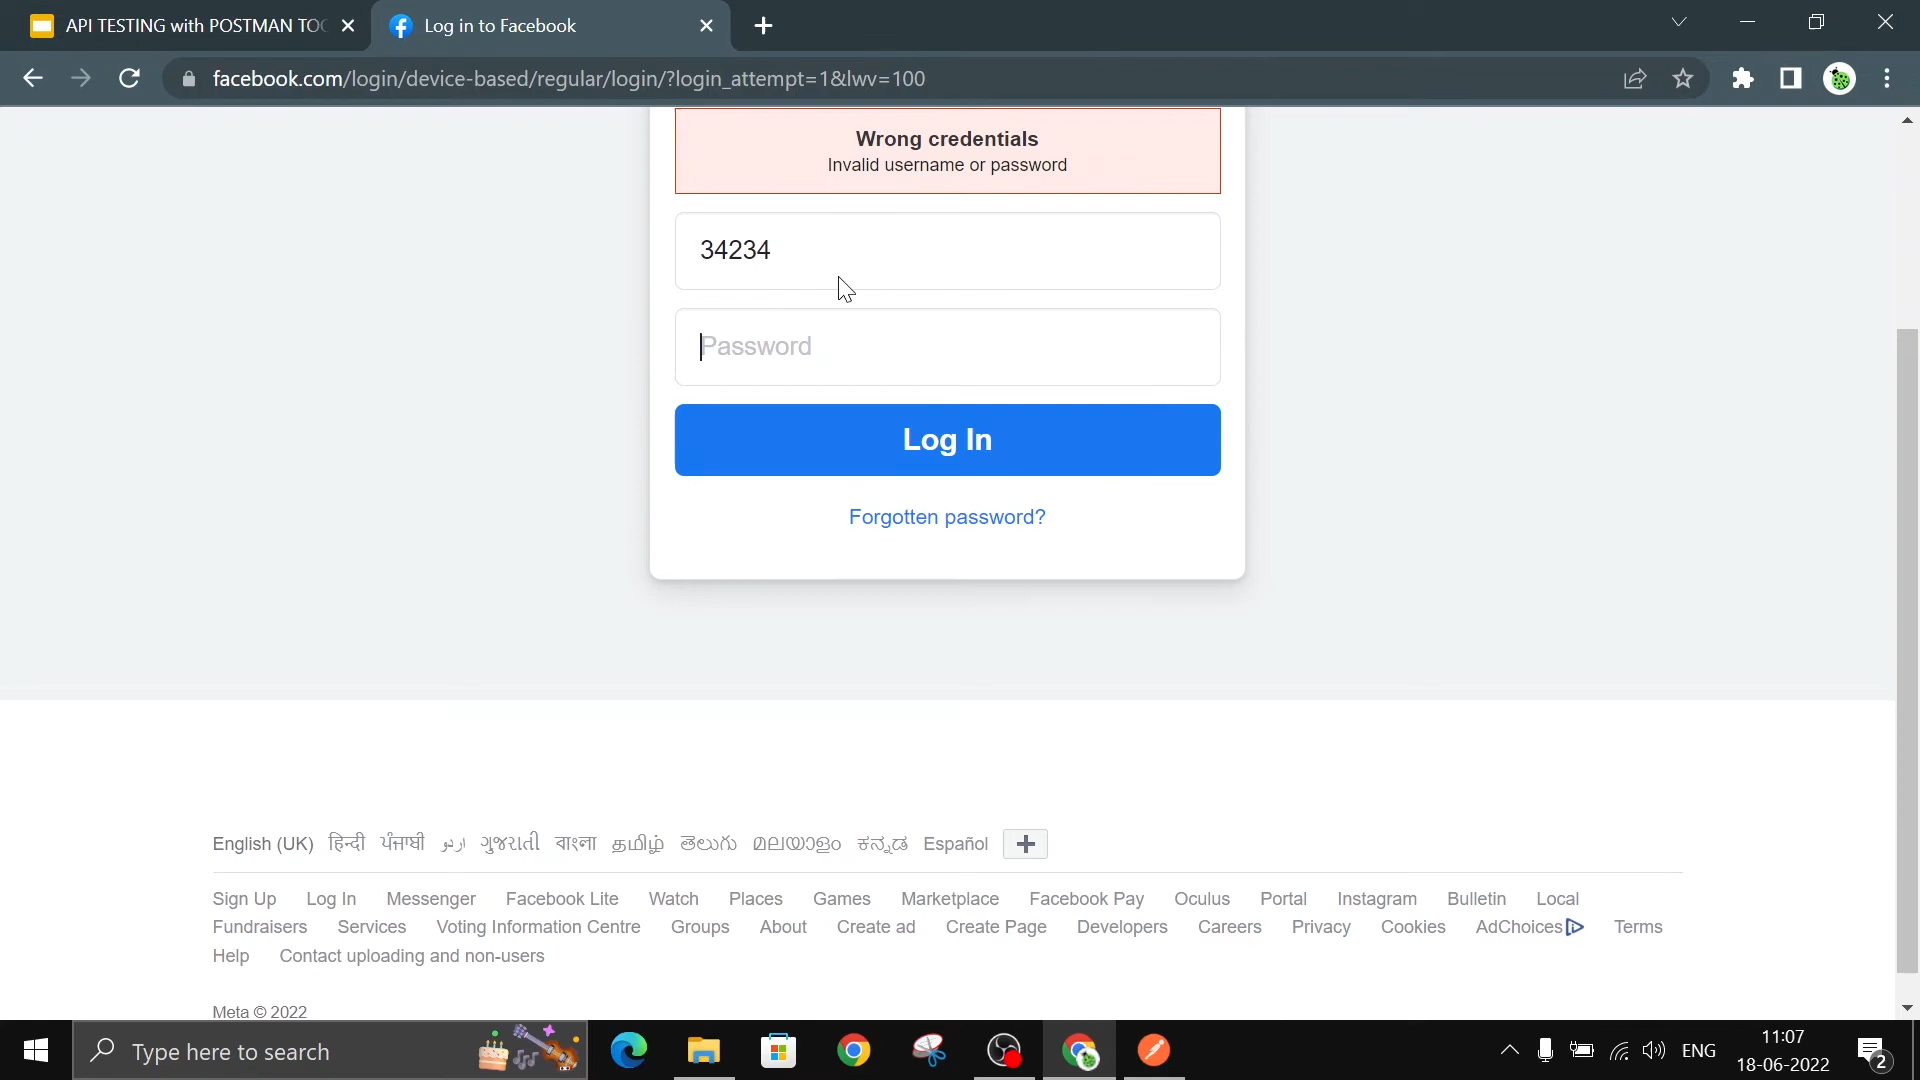 API TESTING with POSTMAN TO
Log in to Facebook
facebook.com/login/device-based/regular/login/?login_attempt=1&lwv=100
Wrong credentials
Invalid username or password
34234
Password
Log In
Forgotten password?
English (UK) हिन्दी ਪੰਜਾਬੀ اردو ગુજરાતી বাংলা தமிழ் తెలుగు മലയാളം ಕನ್ನಡ Español
Sign Up Log In Messenger Facebook Lite Watch Places Games Marketplace Facebook Pay Oculus Portal Instagram Bulletin Local
Fundraisers Services Voting Information Centre Groups About Create ad Create Page Developers Careers Privacy Cookies AdChoices Terms
Help Contact uploading and non-users
Meta © 2022
Type here to search
ENG
11:07
18-06-2022
2